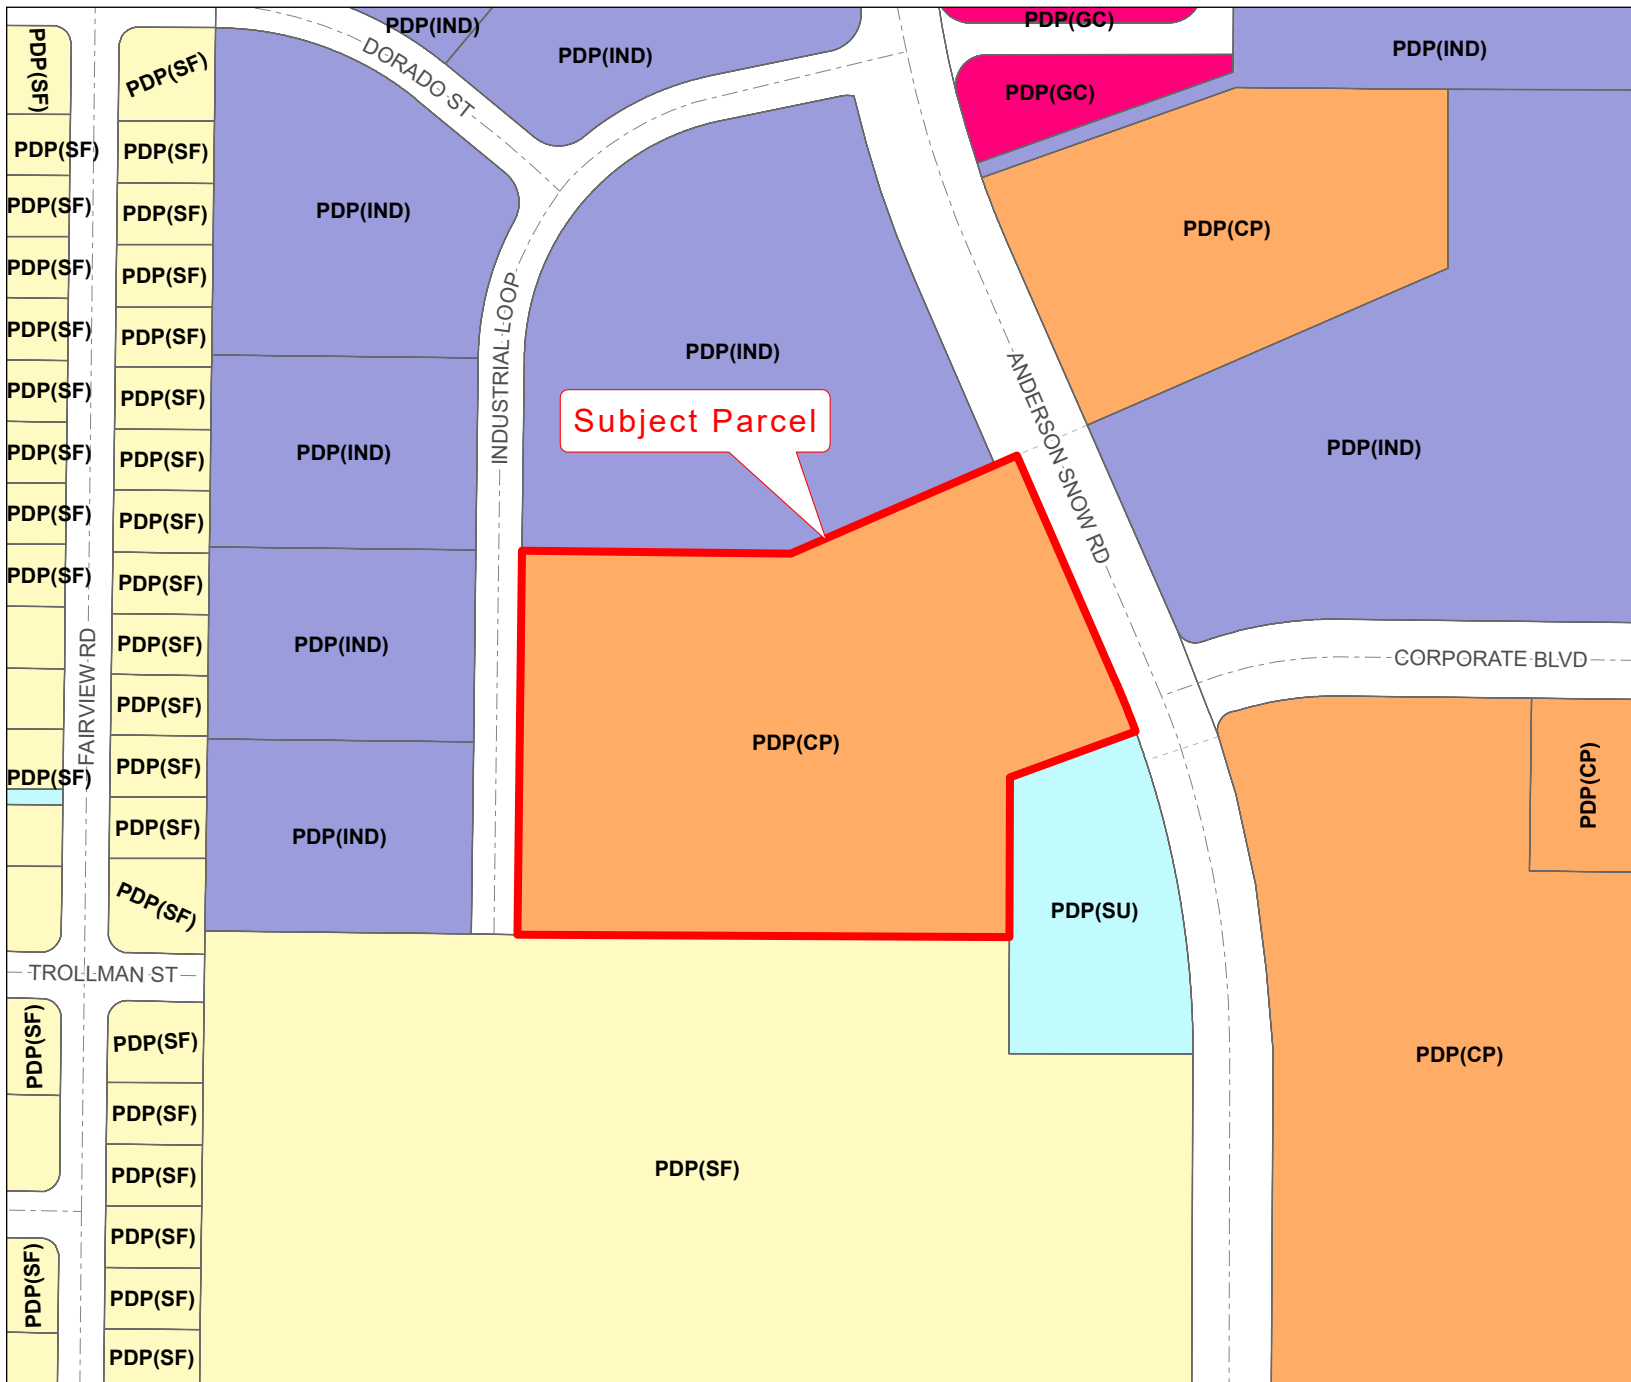 PDP(IND)
PDP(GC)
PDP(SF)
PDP(SF)
DORADO ST
PDP(IND)
PDP(IND)
PDP(GC)
PDP(SF)
PDP(SF)
PDP(SF)
PDP(SF)
PDP(IND)
PDP(CP)
PDP(SF)
PDP(SF)
PDP(SF)
PDP(SF)
INDUSTRIAL LOOP
PDP(IND)
ANDERSON SNOW RD
PDP(SF)
PDP(SF)
Subject Parcel
PDP(SF)
PDP(SF)
PDP(IND)
PDP(IND)
PDP(SF)
PDP(SF)
PDP(SF)
PDP(SF)
FAIRVIEW RD
PDP(SF)
PDP(IND)
CORPORATE BLVD
PDP(SF)
PDP(CP)
PDP(SF)
PDP(SF)
PDP(CP)
PDP(SF)
PDP(IND)
PDP(SF)
PDP(SU)
TROLLMAN ST
PDP(SF)
PDP(SF)
PDP(CP)
PDP(SF)
PDP(SF)
PDP(SF)
PDP(SF)
PDP(SF)
PDP(SF)
PDP(SF)